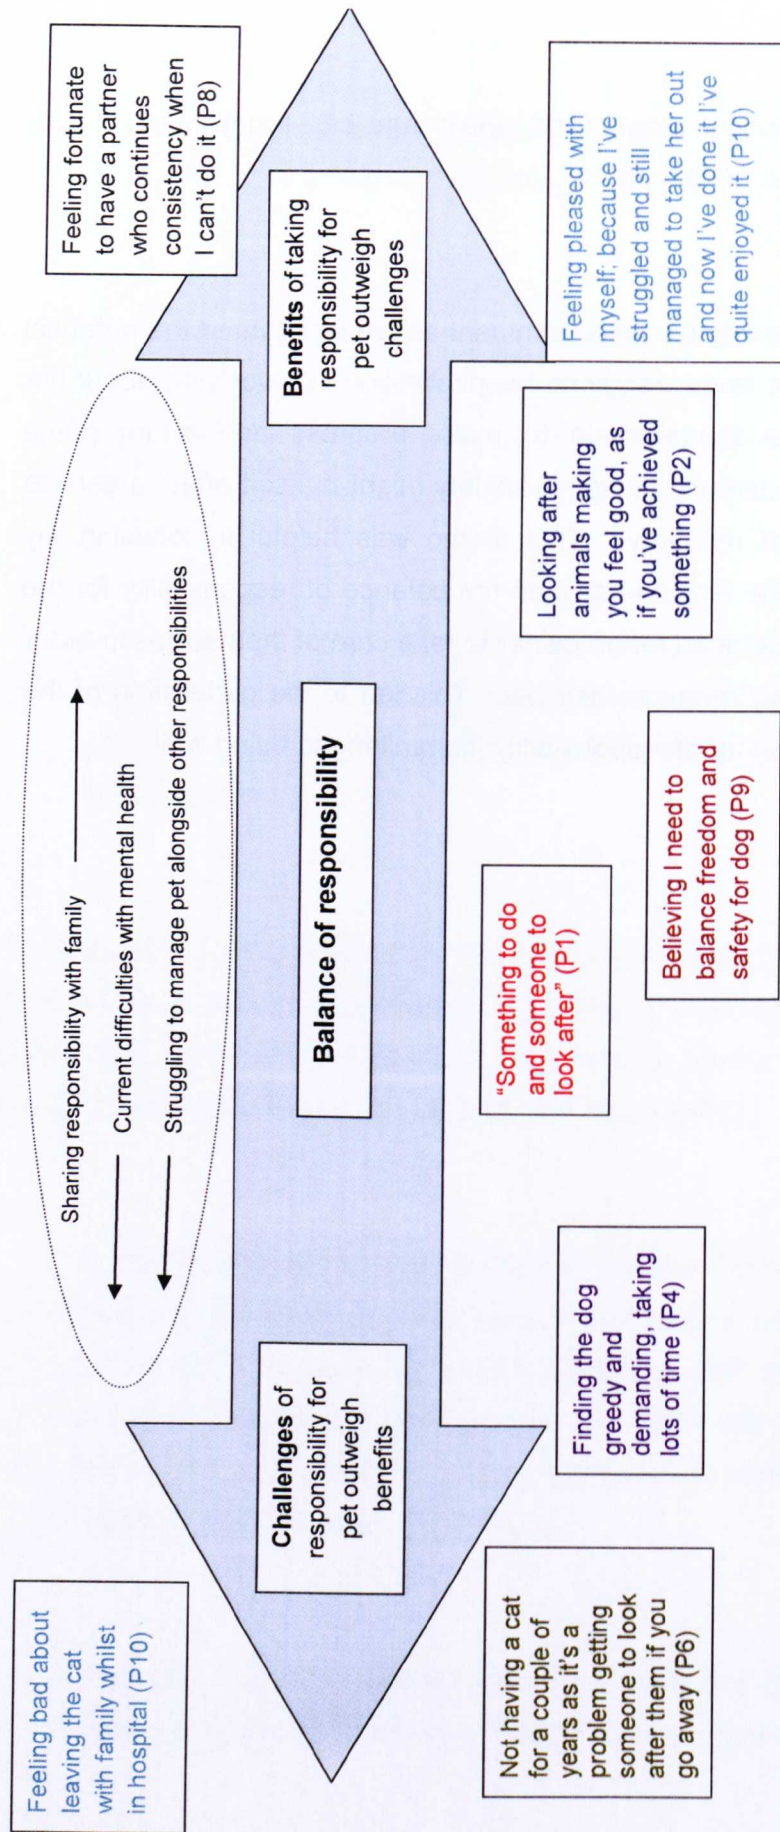 Feeling bad about
leaving the cat
with family whilst
in hospital (P10)
Sharing responsibility with family
Current difficulties with mental health
Struggling to manage pet alongside other responsibilities
Feeling fortunate
to have a partner
who continues
consistency when
I can't do it (P8)
Challenges of
responsibility for
pet outweigh
benefits
Balance of responsibility
Benefits of taking
responsibility for
pet outweigh
challenges
Not having a cat
for a couple of
years as it's a
problem getting
someone to look
after them if you
go away (P6)
Finding the dog
greedy and
demanding, taking
lots of time (P4)
"Something to do
and someone to
look after" (P1)
Believing I need to
balance freedom and
safety for dog (P9)
Looking after
animals making
you feel good, as
if you've achieved
something (P2)
Feeling pleased with
myself; because I've
struggled and still
managed to take her out
and now I've done it I've
quite enjoyed it (P10)